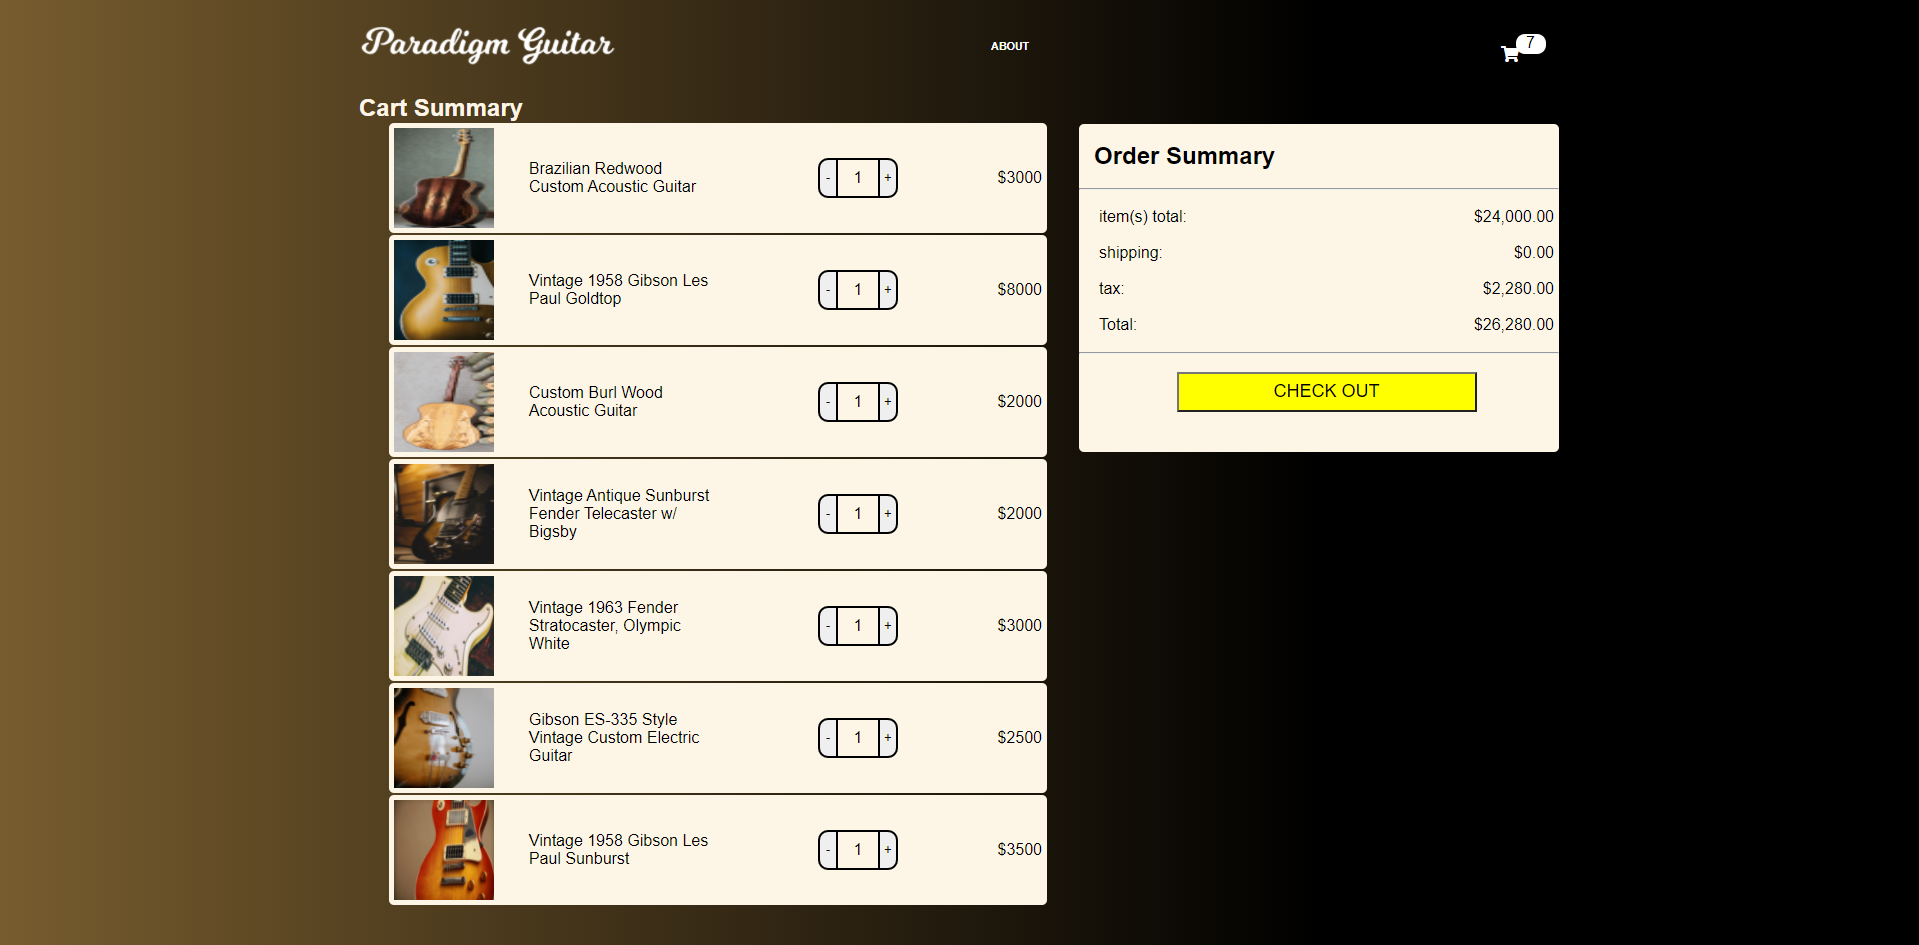 Paradigm Guitar
ABOUT
7
Cart Summary
Brazilian Redwood
Custom Acoustic Guitar
- 1 +
$3000
Vintage 1958 Gibson Les
Paul Goldtop
- 1 +
$8000
Custom Burl Wood
Acoustic Guitar
- 1 +
$2000
Vintage Antique Sunburst
Fender Telecaster w/
Bigsby
- 1 +
$2000
Vintage 1963 Fender
Stratocaster, Olympic
White
- 1 +
$3000
Gibson ES-335 Style
Vintage Custom Electric
Guitar
- 1 +
$2500
Vintage 1958 Gibson Les
Paul Sunburst
- 1 +
$3500
Order Summary
item(s) total: $24,000.00
shipping: $0.00
tax: $2,280.00
Total: $26,280.00
CHECK OUT